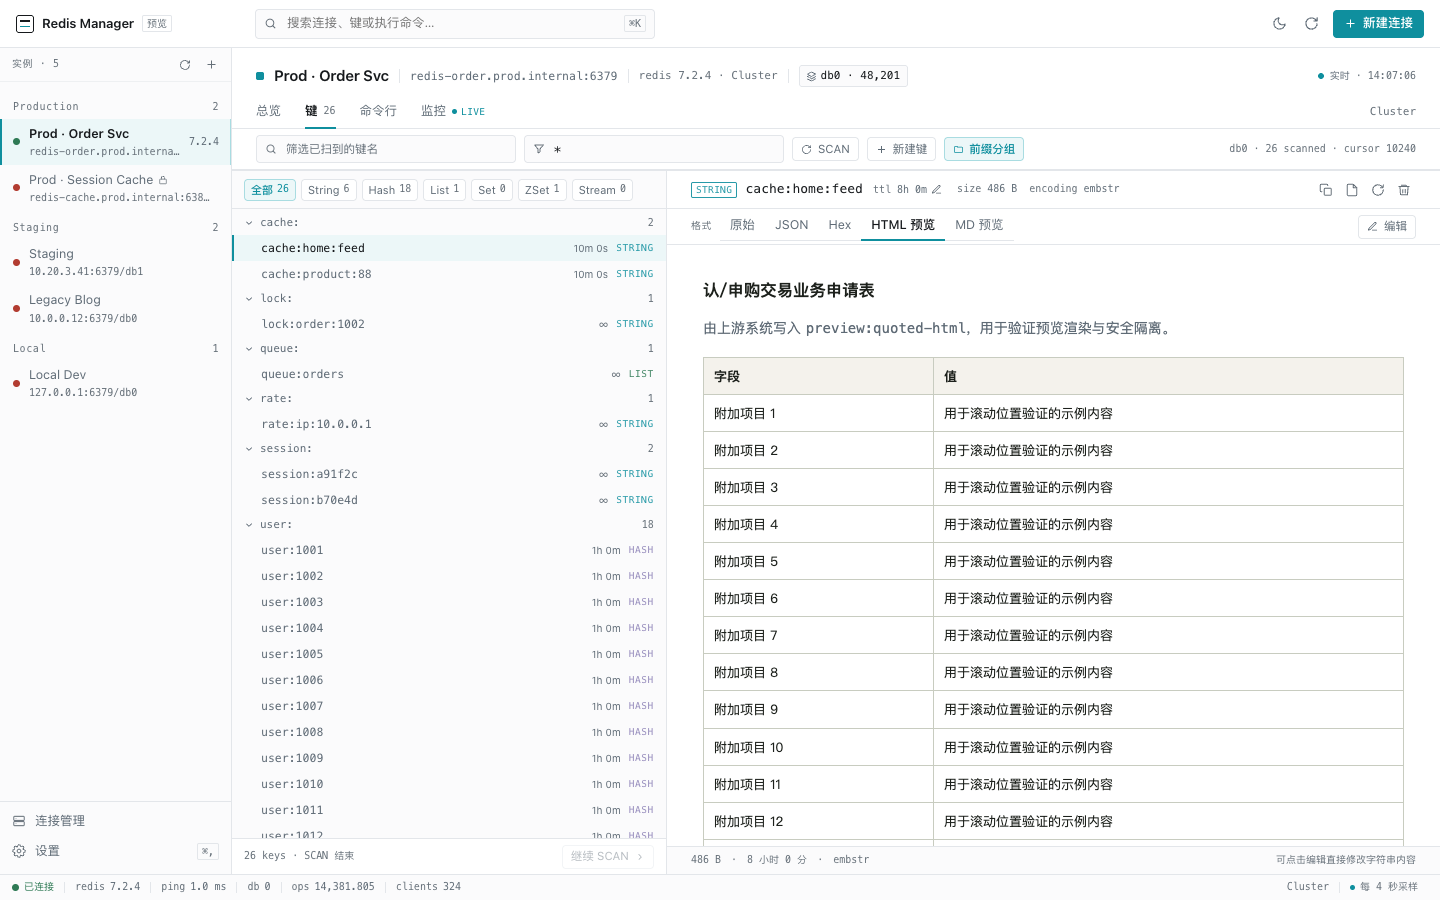 Redis Manager 预览
搜索连接、键或执行命令… ⌘K
新建连接
实例 · 5
Production 2
Prod · Order Svc
redis-order.prod.interna… 7.2.4
Prod · Session Cache
redis-cache.prod.internal:638…
Staging 2
Staging
10.20.3.41:6379/db1
Legacy Blog
10.0.0.12:6379/db0
Local 1
Local Dev
127.0.0.1:6379/db0
连接管理
设置 ⌘,
Prod · Order Svc redis-order.prod.internal:6379 redis 7.2.4 · Cluster db0 · 48,201 实时 · 14:07:06
总览 键 26 命令行 监控 LIVE Cluster
筛选已扫到的键名 * SCAN 新建键 前缀分组 db0 · 26 scanned · cursor 10240
全部 26 String 6 Hash 18 List 1 Set 0 ZSet 1 Stream 0
cache: 2
cache:home:feed 10m 0s STRING
cache:product:88 10m 0s STRING
lock: 1
lock:order:1002 ∞ STRING
queue: 1
queue:orders ∞ LIST
rate: 1
rate:ip:10.0.0.1 ∞ STRING
session: 2
session:a91f2c ∞ STRING
session:b70e4d ∞ STRING
user: 18
user:1001 1h 0m HASH
user:1002 1h 0m HASH
user:1003 1h 0m HASH
user:1004 1h 0m HASH
user:1005 1h 0m HASH
user:1006 1h 0m HASH
user:1007 1h 0m HASH
user:1008 1h 0m HASH
user:1009 1h 0m HASH
user:1010 1h 0m HASH
user:1011 1h 0m HASH
user:1012 1h 0m HASH
26 keys · SCAN 结束 继续 SCAN
STRING cache:home:feed ttl 8h 0m size 486 B encoding embstr
格式 原始 JSON Hex HTML 预览 MD 预览 编辑
认/申购交易业务申请表
由上游系统写入 preview:quoted-html，用于验证预览渲染与安全隔离。
字段 值
附加项目 1 用于滚动位置验证的示例内容
附加项目 2 用于滚动位置验证的示例内容
附加项目 3 用于滚动位置验证的示例内容
附加项目 4 用于滚动位置验证的示例内容
附加项目 5 用于滚动位置验证的示例内容
附加项目 6 用于滚动位置验证的示例内容
附加项目 7 用于滚动位置验证的示例内容
附加项目 8 用于滚动位置验证的示例内容
附加项目 9 用于滚动位置验证的示例内容
附加项目 10 用于滚动位置验证的示例内容
附加项目 11 用于滚动位置验证的示例内容
附加项目 12 用于滚动位置验证的示例内容
486 B · 8 小时 0 分 · embstr 可点击编辑直接修改字符串内容
已连接 redis 7.2.4 ping 1.0 ms db 0 ops 14,381.805 clients 324 Cluster 每 4 秒采样